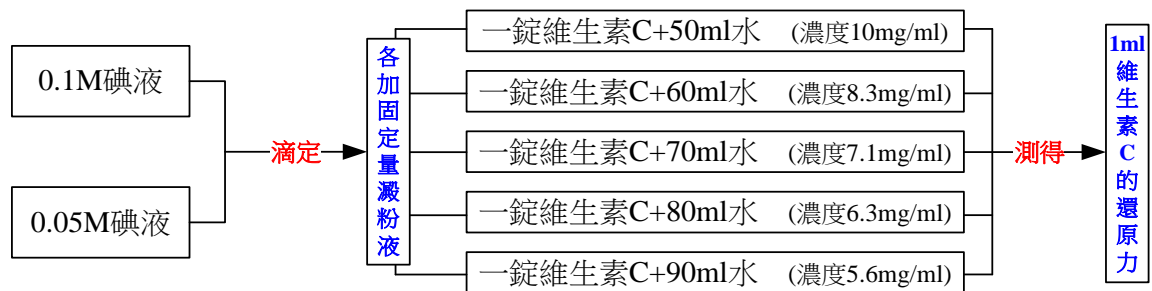 0.1M碘液
0.05M碘液
滴定
各加固定量澱粉液
一錠維生素C+50ml水 (濃度10mg/ml)
一錠維生素C+60ml水 (濃度8.3mg/ml)
一錠維生素C+70ml水 (濃度7.1mg/ml)
一錠維生素C+80ml水 (濃度6.3mg/ml)
一錠維生素C+90ml水 (濃度5.6mg/ml)
測得
1ml維生素C的還原力